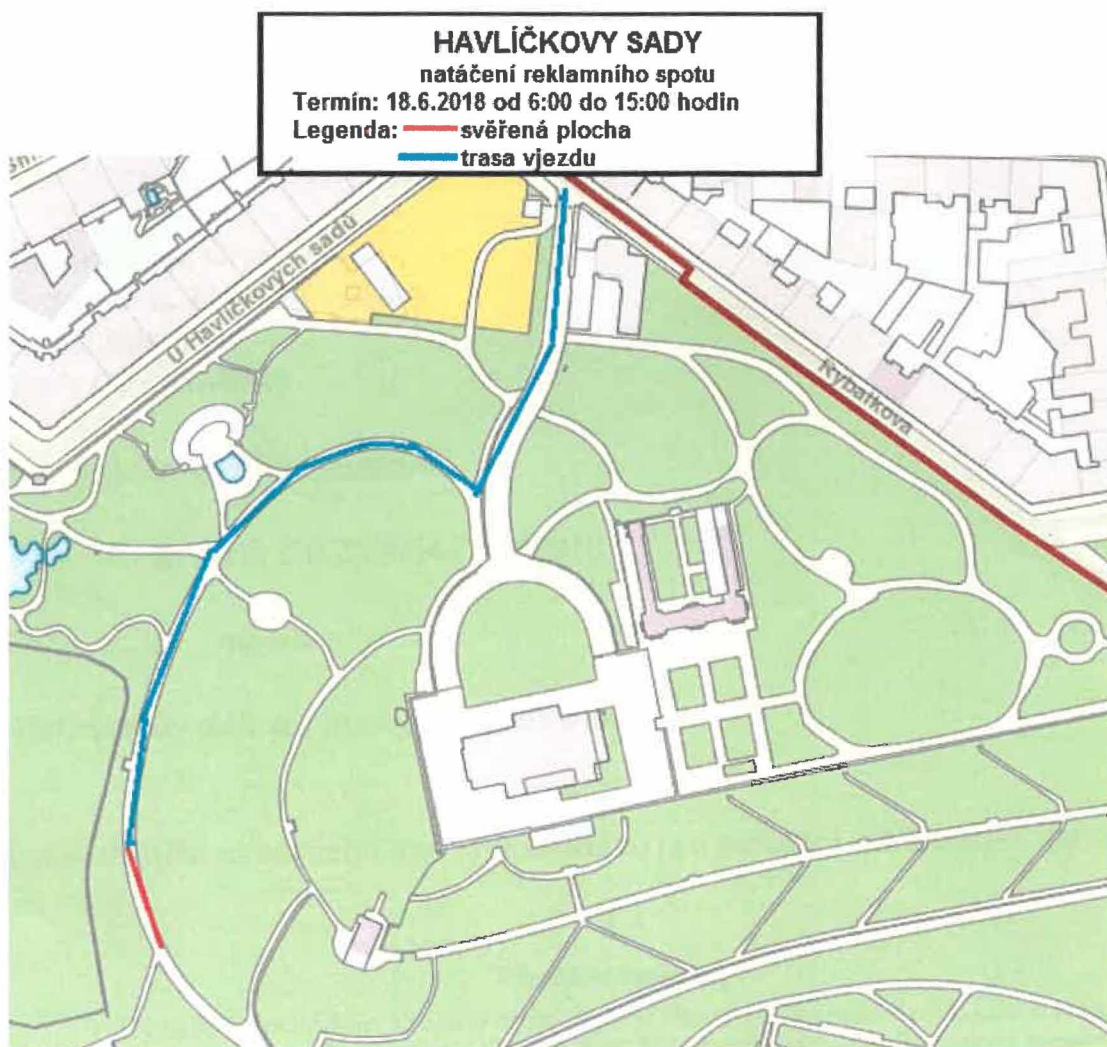 HAVLÍČKOVY SADY
natáčení reklamního spotu
Termín: 18.6.2018 od 6:00 do 15:00 hodin
Legenda: svěřená plocha
trasa vjezdu
U Havlíčkových sadů
Rybalkova